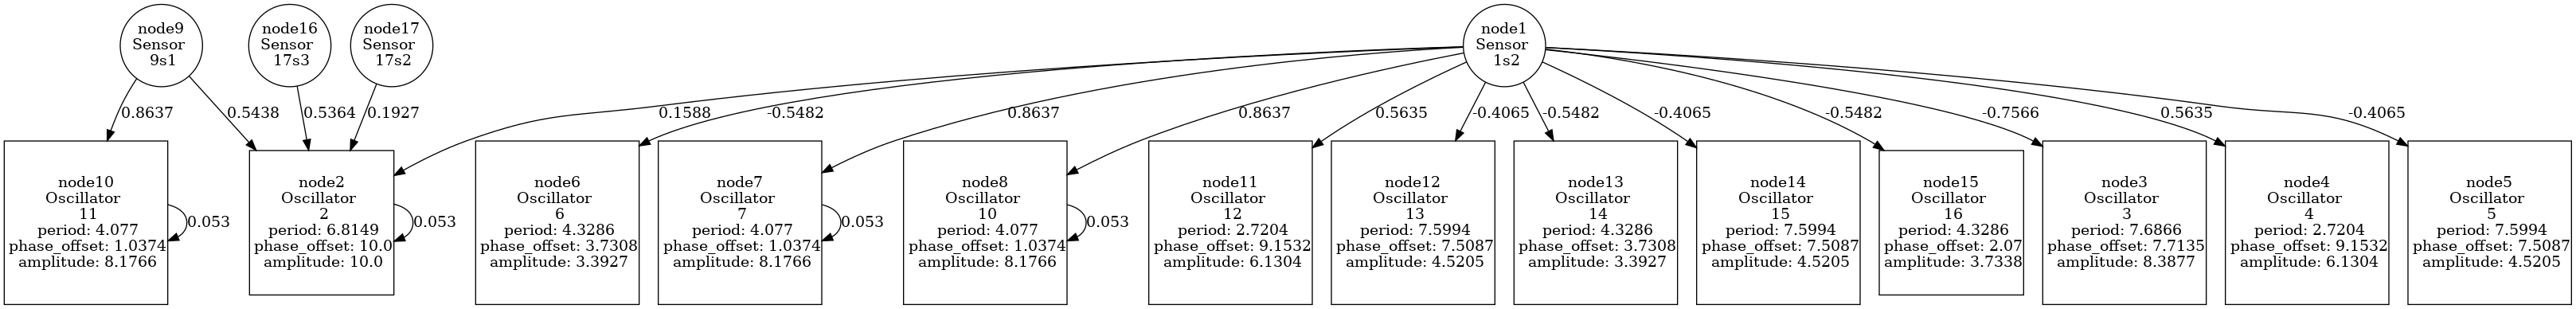 node9
Sensor
9s1
node16
Sensor
17s3
node17
Sensor
17s2
node1
Sensor
1s2
0.8637
0.5438
0.5364
0.1927
0.1588
-0.5482
0.8637
0.8637
0.5635
-0.4065
-0.5482
-0.4065
-0.5482
-0.7566
0.5635
-0.4065
node10
Oscillator
11
period: 4.077
phase_offset: 1.0374
amplitude: 8.1766
0.053
node2
Oscillator
2
period: 6.8149
phase_offset: 10.0
amplitude: 10.0
0.053
node6
Oscillator
6
period: 4.3286
phase_offset: 3.7308
amplitude: 3.3927
node7
Oscillator
7
period: 4.077
phase_offset: 1.0374
amplitude: 8.1766
0.053
node8
Oscillator
10
period: 4.077
phase_offset: 1.0374
amplitude: 8.1766
0.053
node11
Oscillator
12
period: 2.7204
phase_offset: 9.1532
amplitude: 6.1304
node12
Oscillator
13
period: 7.5994
phase_offset: 7.5087
amplitude: 4.5205
node13
Oscillator
14
period: 4.3286
phase_offset: 3.7308
amplitude: 3.3927
node14
Oscillator
15
period: 7.5994
phase_offset: 7.5087
amplitude: 4.5205
node15
Oscillator
16
period: 4.3286
phase_offset: 2.07
amplitude: 3.7338
node3
Oscillator
3
period: 7.6866
phase_offset: 7.7135
amplitude: 8.3877
node4
Oscillator
4
period: 2.7204
phase_offset: 9.1532
amplitude: 6.1304
node5
Oscillator
5
period: 7.5994
phase_offset: 7.5087
amplitude: 4.5205